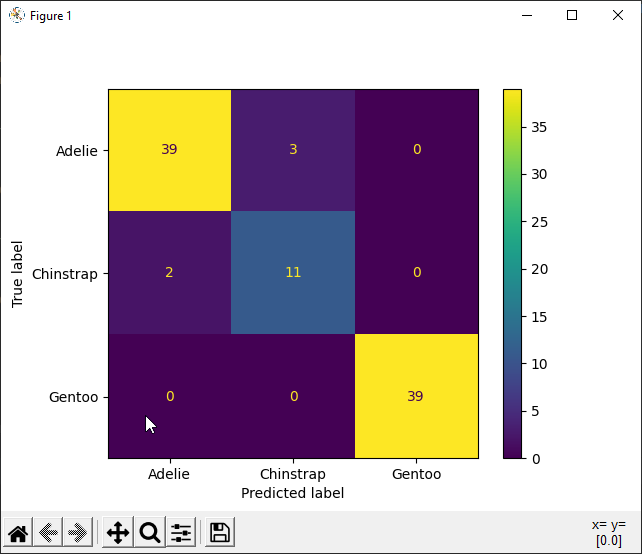 Figure 1
Adelie 39 3 0
Chinstrap 2 11 0
Gentoo 0 0 39
True label
Adelie Chinstrap Gentoo
Predicted label
35
30
25
20
15
10
5
0
x= y=
[0.0]